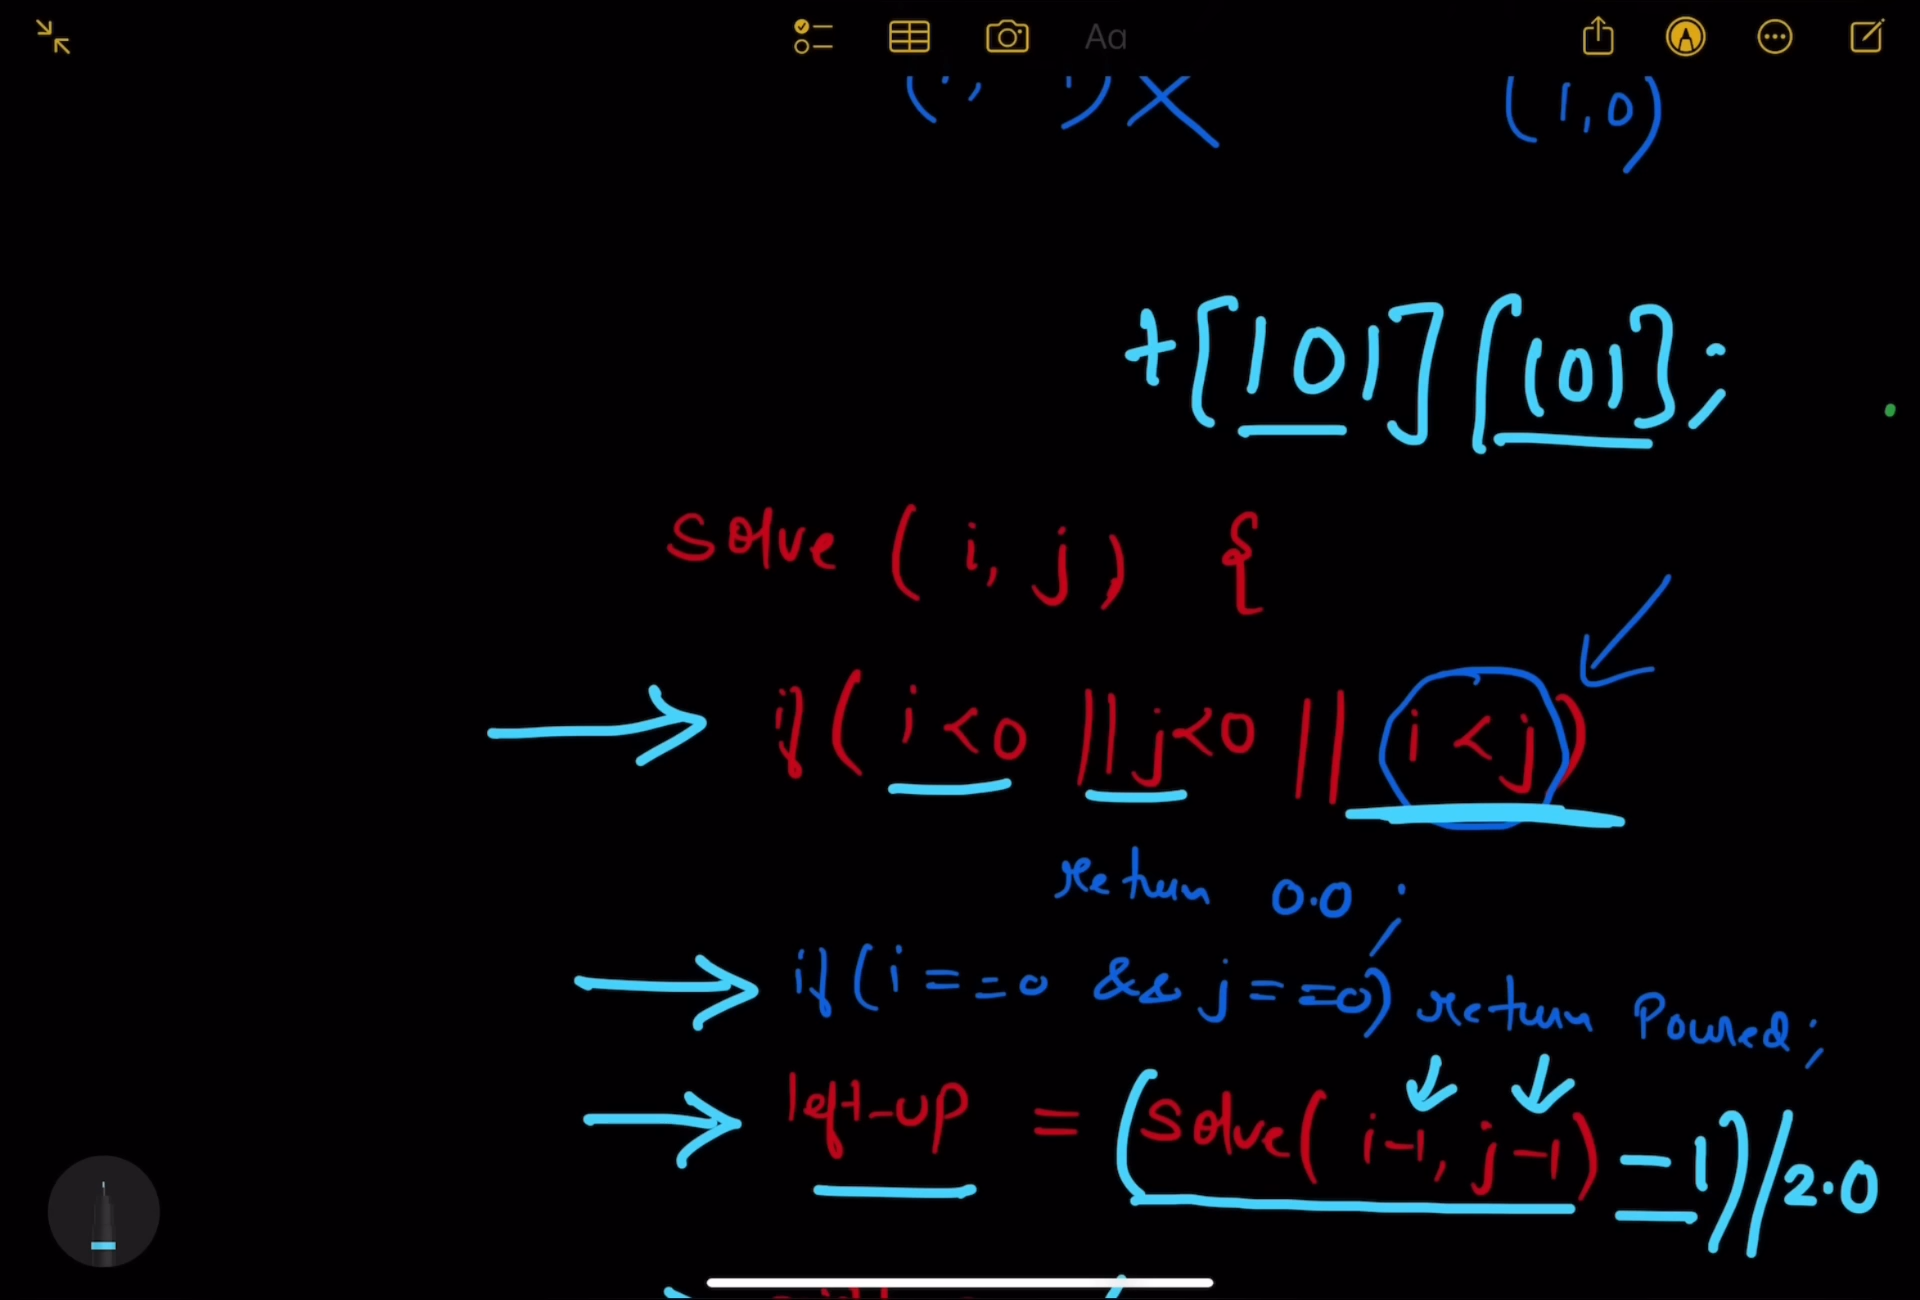 Aa
(1,0)
t[101][101];
solve (i, j) {
if( i<0 || j<0 || i<j)
return 0.0 ;
if(i==0 && j==0) return Poured;
left-up = (solve( i-1, j-1) - 1)/2.0